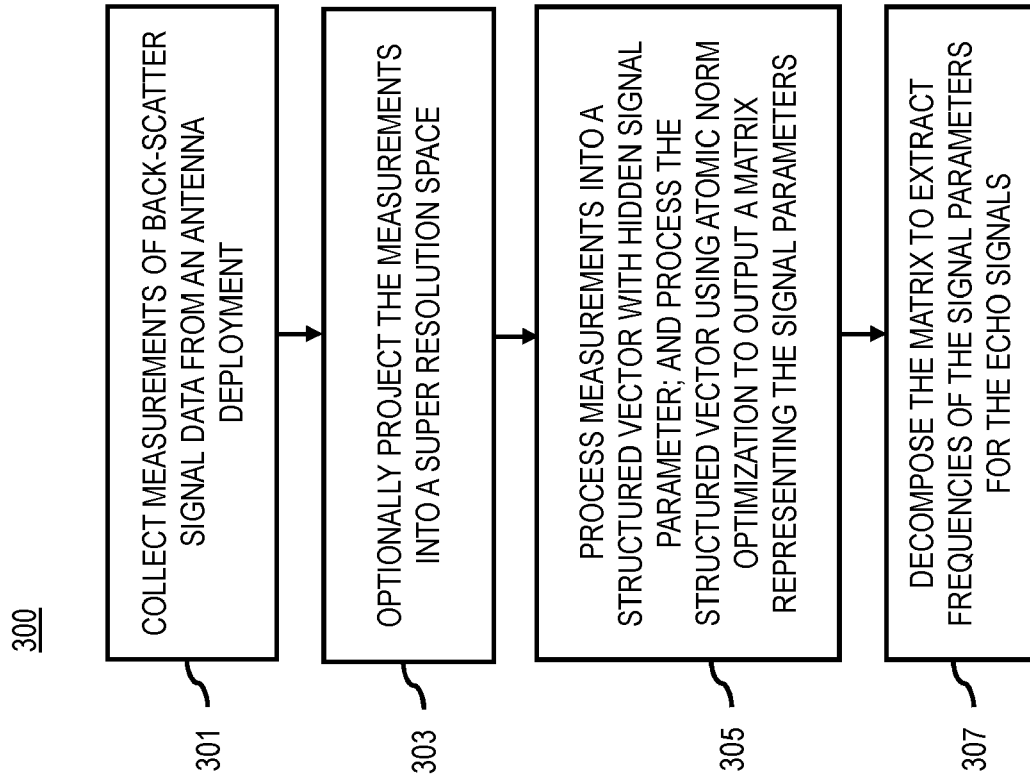 300
301
COLLECT MEASUREMENTS OF BACK-SCATTER
SIGNAL DATA FROM AN ANTENNA
DEPLOYMENT
303
OPTIONALLY PROJECT THE MEASUREMENTS
INTO A SUPER RESOLUTION SPACE
305
PROCESS MEASUREMENTS INTO A
STRUCTURED VECTOR WITH HIDDEN SIGNAL
PARAMETER; AND PROCESS THE
STRUCTURED VECTOR USING ATOMIC NORM
OPTIMIZATION TO OUTPUT A MATRIX
REPRESENTING THE SIGNAL PARAMETERS
307
DECOMPOSE THE MATRIX TO EXTRACT
FREQUENCIES OF THE SIGNAL PARAMETERS
FOR THE ECHO SIGNALS